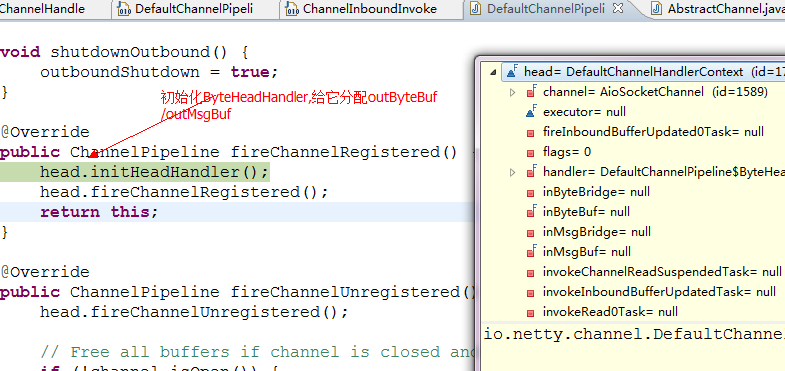 ChannelHandle
DefaultChannelPipeli
ChannelInboundInvoke
DefaultChannelPipeli
AbstractChannel.java
void shutdownOutbound() {
outboundShutdown = true;
}
初始化ByteHeadHandler,给它分配outByteBuf
/outMsgBuf
@Override
public ChannelPipeline fireChannelRegistered() {
head.initHeadHandler();
head.fireChannelRegistered();
return this;
}
@Override
public ChannelPipeline fireChannelUnregistered()
head.fireChannelUnregistered();
// Free all buffers if channel is closed and
if (!channel.isOpen()) {
head= DefaultChannelHandlerContext (id=17
channel= AioSocketChannel (id=1589)
executor= null
fireInboundBufferUpdated0Task= null
flags= 0
handler= DefaultChannelPipeline$ByteHea
inByteBridge= null
inByteBuf= null
inMsgBridge= null
inMsgBuf= null
invokeChannelReadSuspendedTask= null
invokeInboundBufferUpdatedTask= null
invokeRead0Task= null
io.netty.channel.DefaultChanne